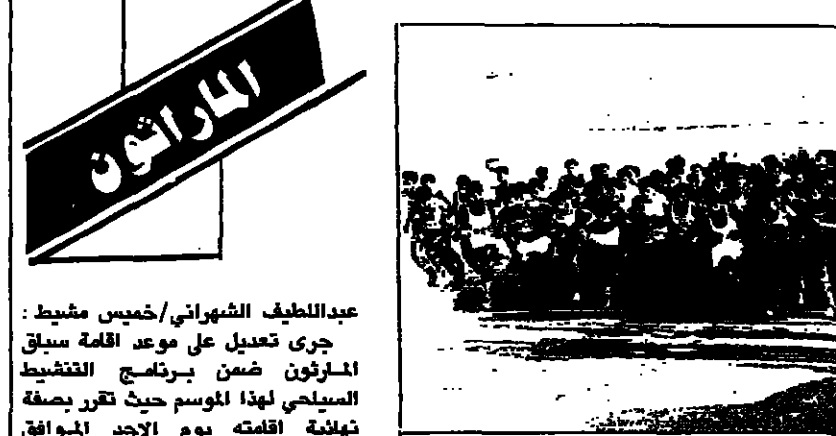 الماراثون
عبداللطيف الشهراني/خميس مشيط :
جرى تعديل على موعد اقامة سباق
المارثون ضمن برنامج التنشيط
السياحي لهذا الموسم حيث تقرر بصفة
نهائية اقامته يوم الاحد الموافق